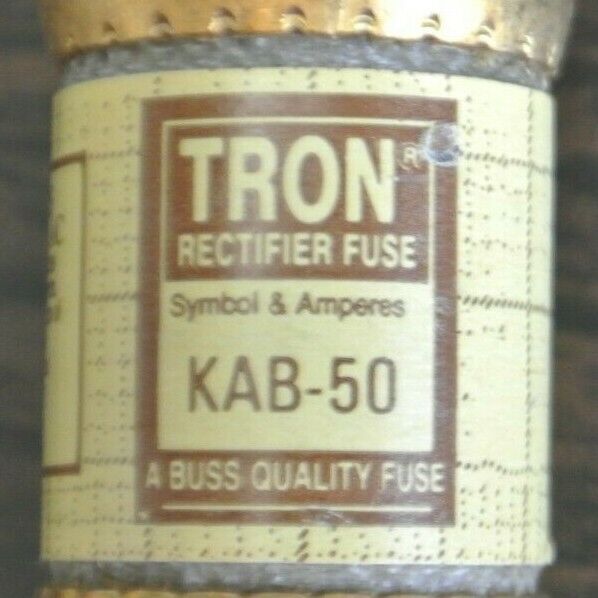 TRON®
RECTIFIER FUSE
Symbol & Amperes
KAB-50
A BUSS QUALITY FUSE